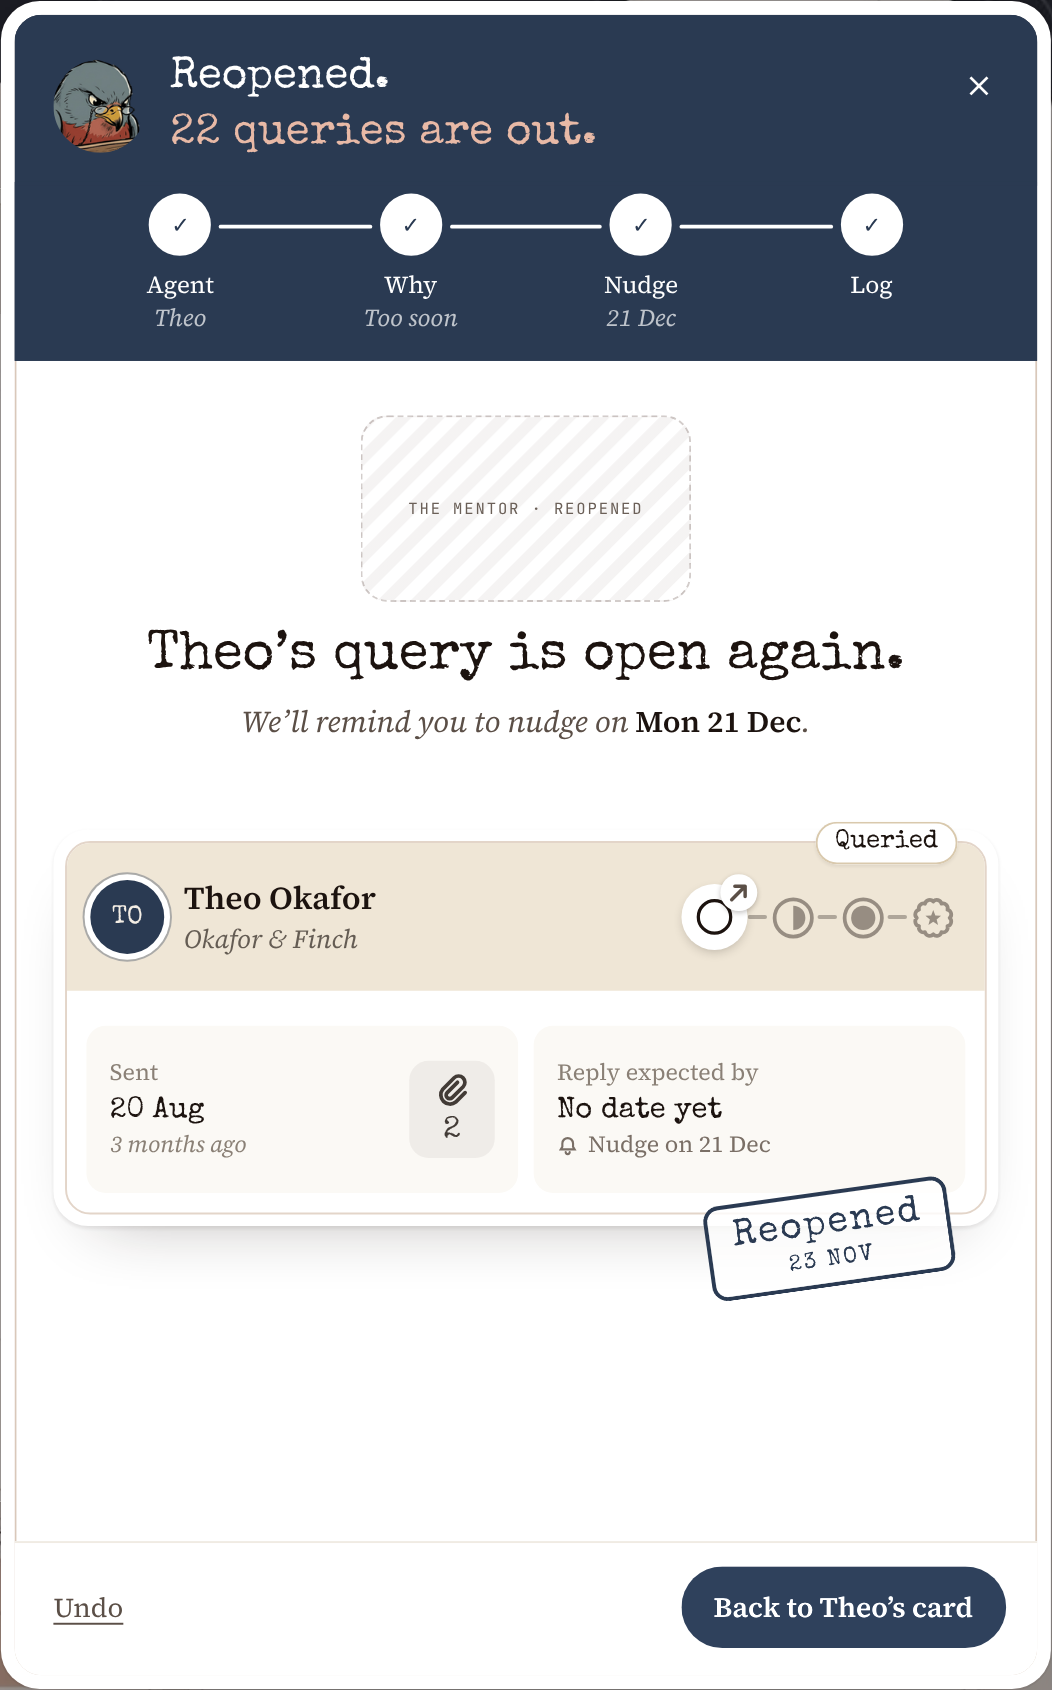 Reopened.
22 queries are out.
✓ ✓ ✓ ✓
Agent Why Nudge Log
Theo Too soon 21 Dec
THE MENTOR · REOPENED
Theo’s query is open again.
We’ll remind you to nudge on Mon 21 Dec.
Queried
TO
Theo Okafor
Okafor & Finch
Sent
20 Aug
3 months ago
2
Reply expected by
No date yet
Nudge on 21 Dec
Reopened
23 NOV
Undo
Back to Theo’s card